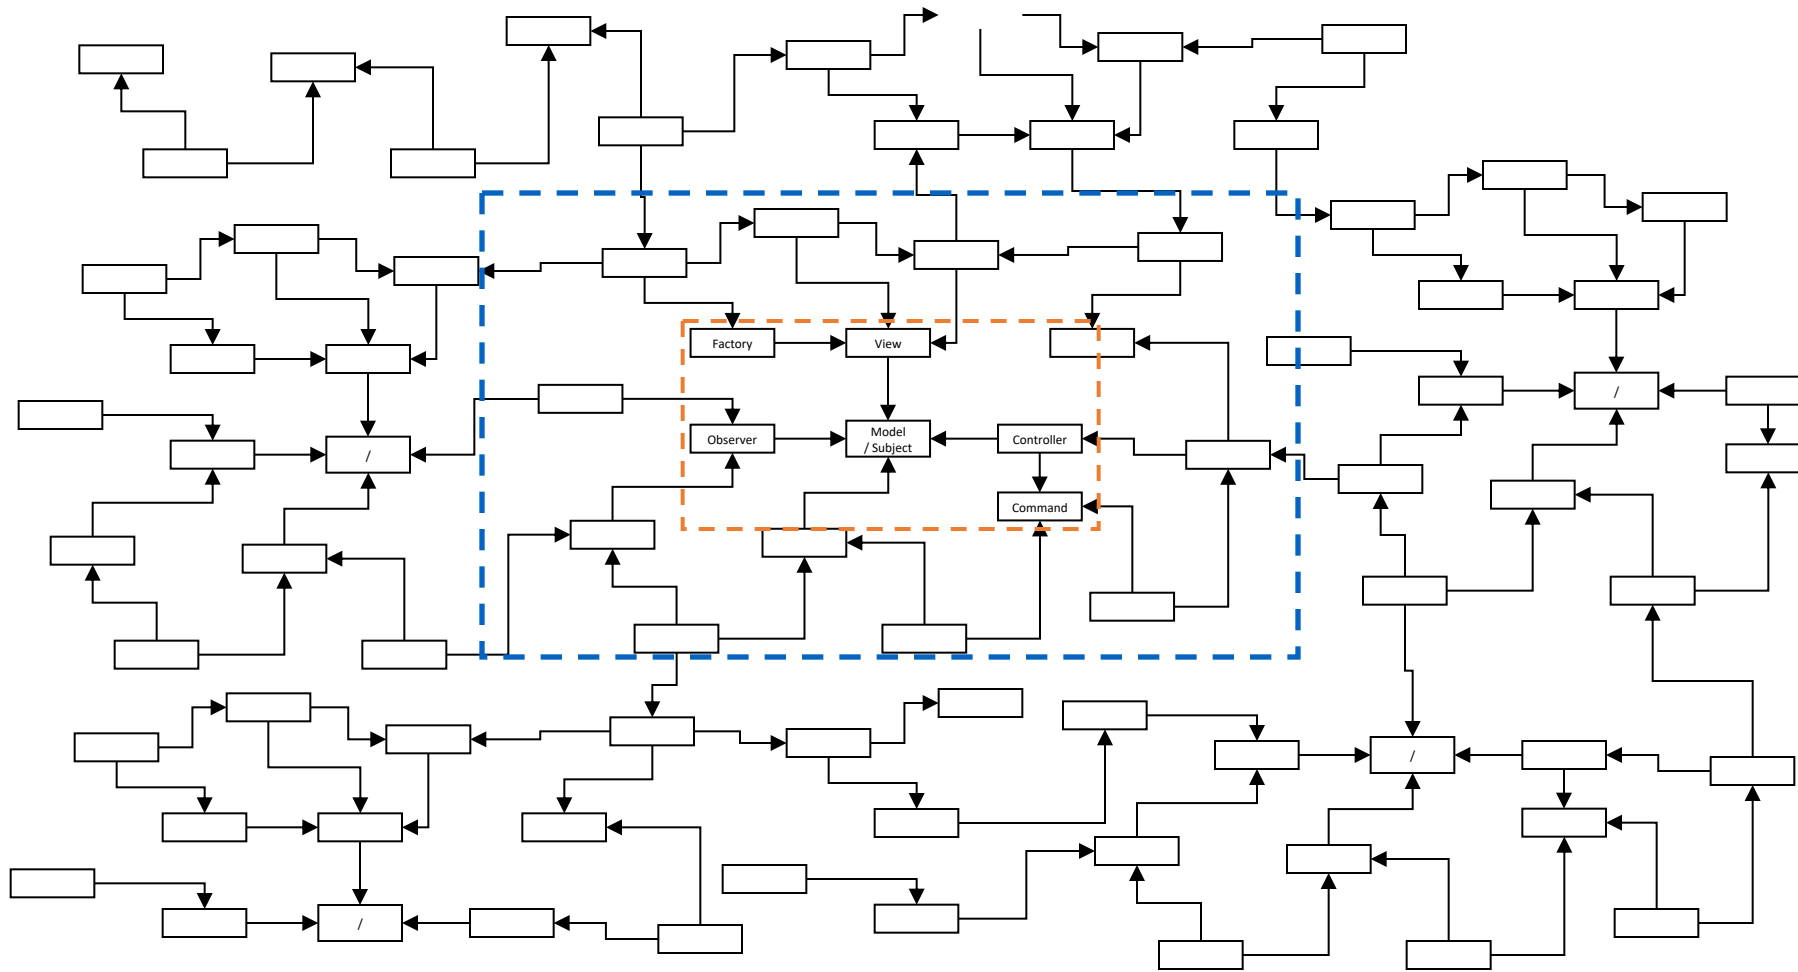 Factory
View
/
Observer
Model
/ Subject
Controller
/
Command
/
/